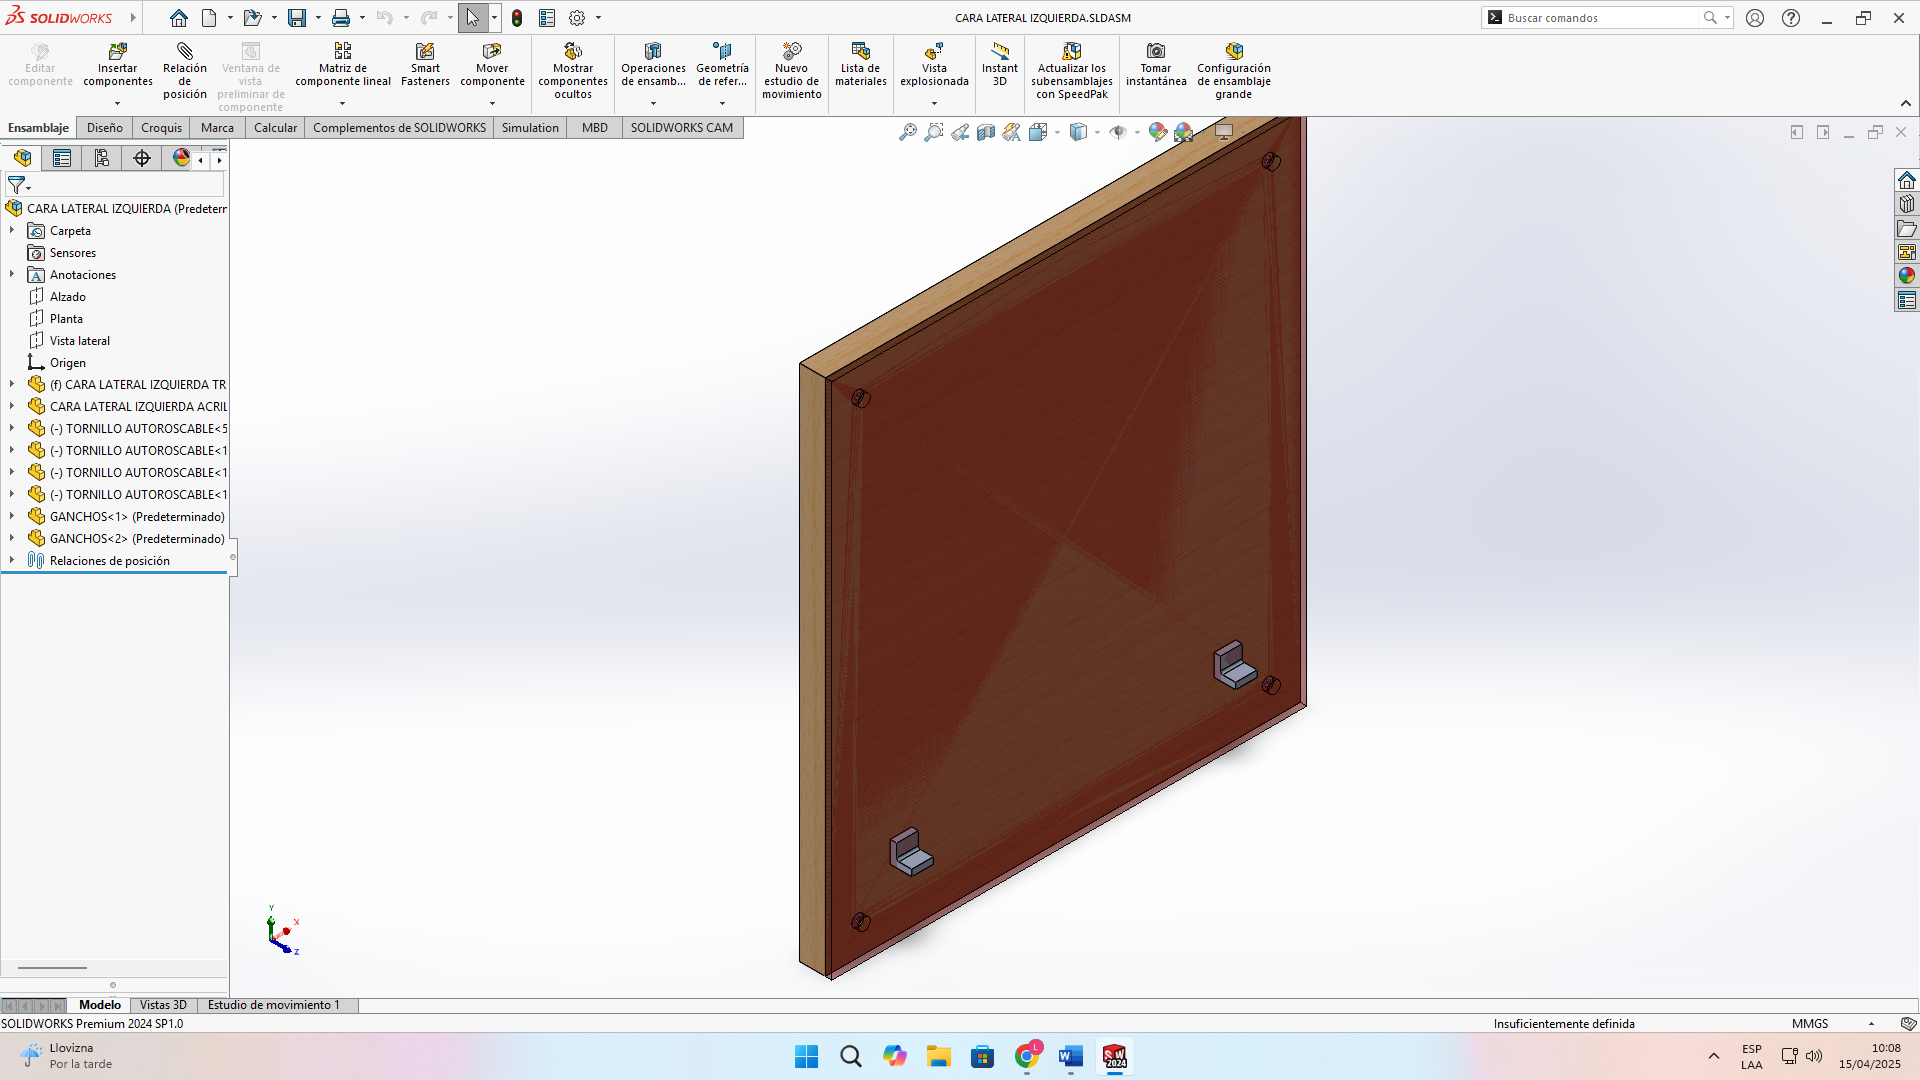 SOLIDWORKS
CARA LATERAL IZQUIERDA.SLDASM
Buscar comandos
Editar
componente
Insertar
componentes
Relación
de
posición
Ventana de
vista
preliminar de
componente
Matriz de
componente lineal
Smart
Fasteners
Mover
componente
Mostrar
componentes
ocultos
Operaciones
de ensamb...
Geometría
de refer...
Nuevo
estudio de
movimiento
Lista de
materiales
Vista
explosionada
Instant
3D
Actualizar los
subensamblajes
con SpeedPak
Tomar
instantánea
Configuración
de ensamblaje
grande
Ensamblaje Diseño Croquis Marca Calcular Complementos de SOLIDWORKS Simulation MBD SOLIDWORKS CAM
CARA LATERAL IZQUIERDA (Predeterr
Carpeta
Sensores
Anotaciones
Alzado
Planta
Vista lateral
Origen
(f) CARA LATERAL IZQUIERDA TR
CARA LATERAL IZQUIERDA ACRIL
(-) TORNILLO AUTOROSCABLE<5
(-) TORNILLO AUTOROSCABLE<1
(-) TORNILLO AUTOROSCABLE<1
(-) TORNILLO AUTOROSCABLE<1
GANCHOS<1> (Predeterminado)
GANCHOS<2> (Predeterminado)
Relaciones de posición
Y
X
Z
Modelo Vistas 3D Estudio de movimiento 1
SOLIDWORKS Premium 2024 SP1.0
Insuficientemente definida
MMGS
Llovizna
Por la tarde
L
2024
ESP
LAA
10:08
15/04/2025